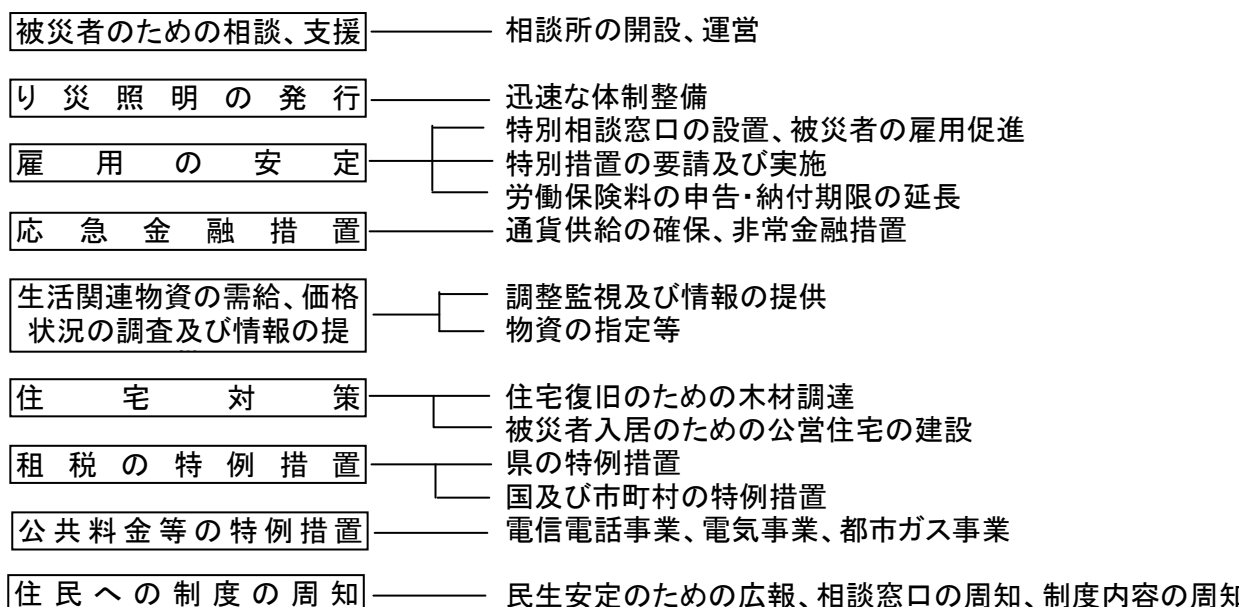 被災者のための相談、支援 相談所の開設、運営
り災照明の発行 迅速な体制整備
特別相談窓口の設置、被災者の雇用促進
雇用の安定 特別措置の要請及び実施
労働保険料の申告・納付期限の延長
応急金融措置 通貨供給の確保、非常金融措置
生活関連物資の需給、価格 調整監視及び情報の提供
状況の調査及び情報の提 物資の指定等
住宅対策 住宅復旧のための木材調達
被災者入居のための公営住宅の建設
租税の特例措置 県の特例措置
国及び市町村の特例措置
公共料金等の特例措置 電信電話事業、電気事業、都市ガス事業
住民への制度の周知 民生安定のための広報、相談窓口の周知、制度内容の周知